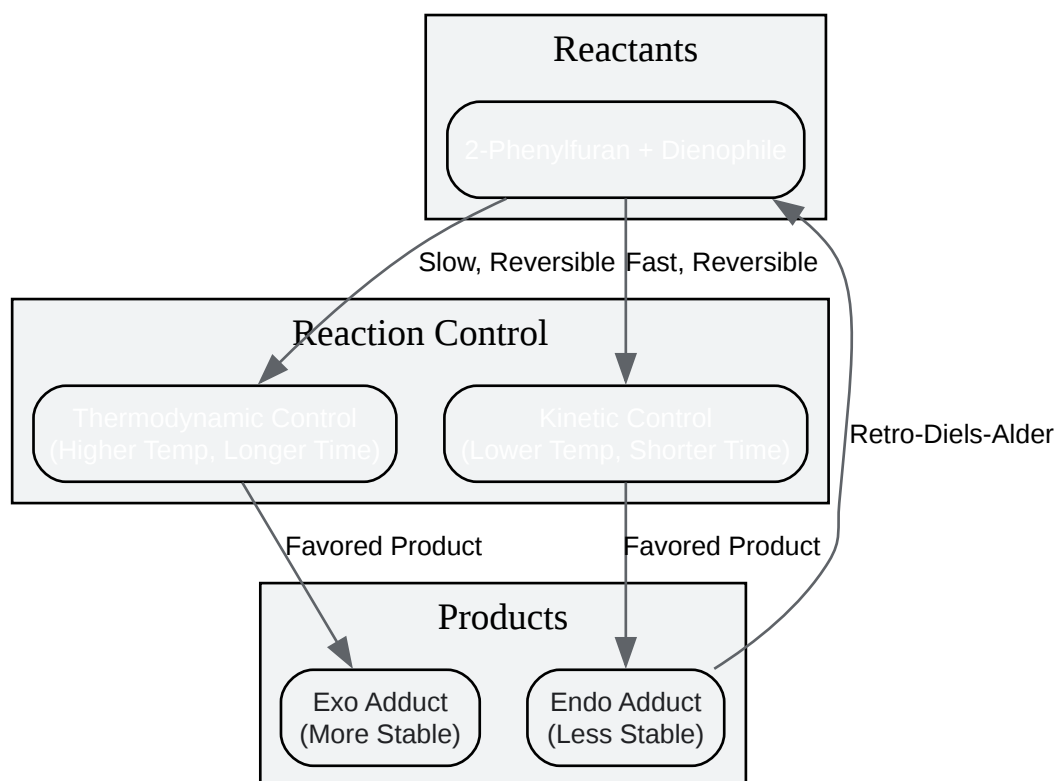 Reactants
2-Phenylfuran + Dienophile
Slow, Reversible
Fast, Reversible
Reaction Control
Thermodynamic Control
(Higher Temp, Longer Time)
Kinetic Control
(Lower Temp, Shorter Time)
Retro-Diels-Alder
Favored Product
Favored Product
Products
Exo Adduct
(More Stable)
Endo Adduct
(Less Stable)